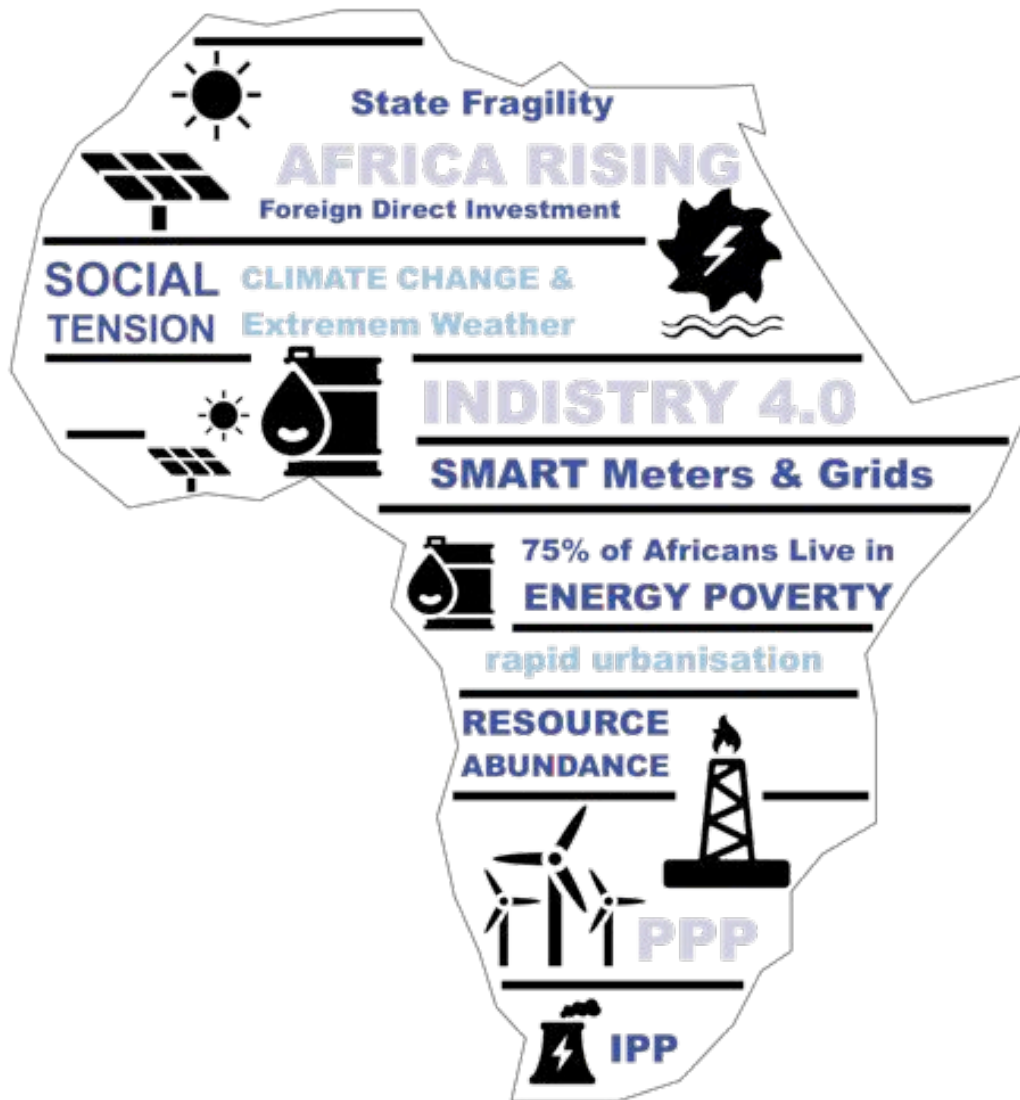 State Fragility
AFRICA RISING
Foreign Direct Investment
SOCIAL
TENSION
CLIMATE CHANGE &
Extremem Weather
INDISTRY 4.0
SMART Meters & Grids
75% of Africans Live in
ENERGY POVERTY
rapid urbanisation
RESOURCE
ABUNDANCE
PPP
IPP